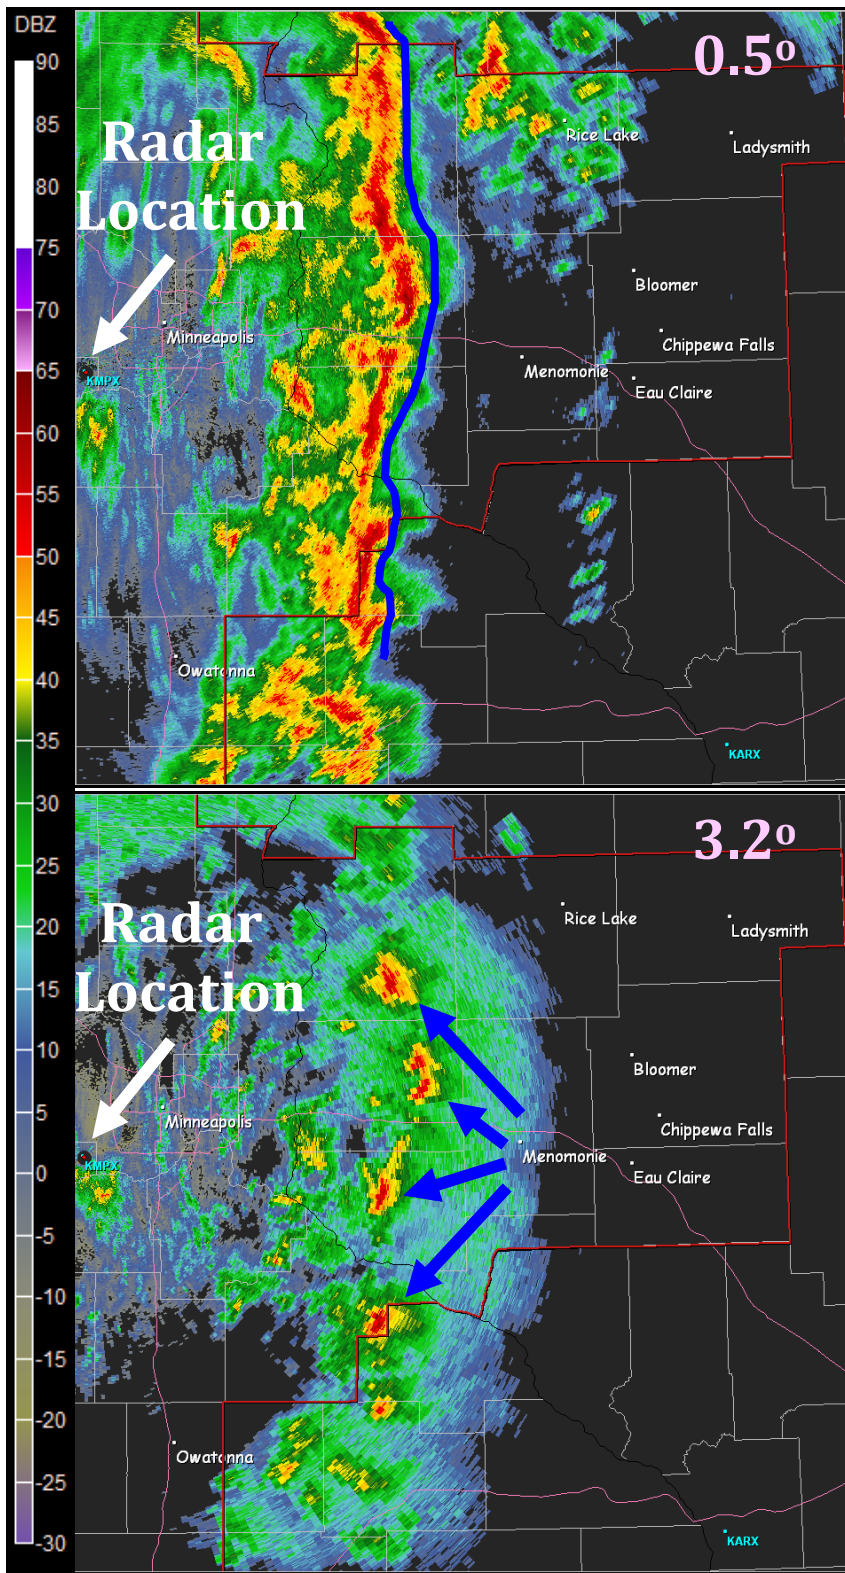 DBZ
90
85
80
75
70
65
60
55
50
45
40
35
30
25
20
15
10
5
0
-5
-10
-15
-20
-25
-30
0.5o
Radar
Location
Rice Lake
Ladysmith
Bloomer
Minneapolis
Chippewa Falls
Menomonie
KMPX
Eau Claire
Owatonna
KARX
3.2o
Radar
Location
Rice Lake
Ladysmith
Bloomer
Minneapolis
Chippewa Falls
Menomonie
KMPX
Eau Claire
Owatonna
KARX